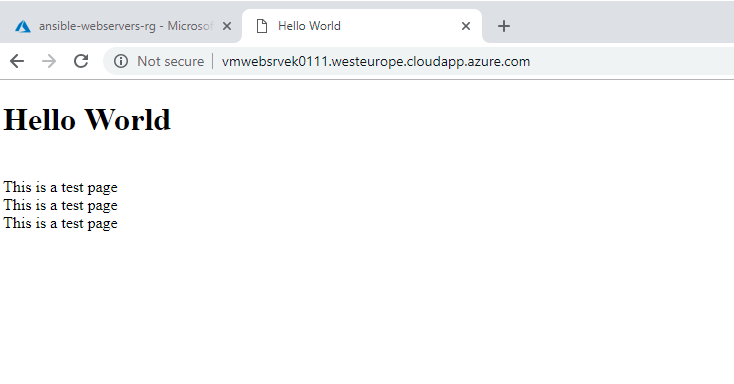 ansible-webservers-rg - Microsof
Hello World
Not secure
vmwebsrvek0111.westeurope.cloudapp.azure.com
Hello World
This is a test page
This is a test page
This is a test page